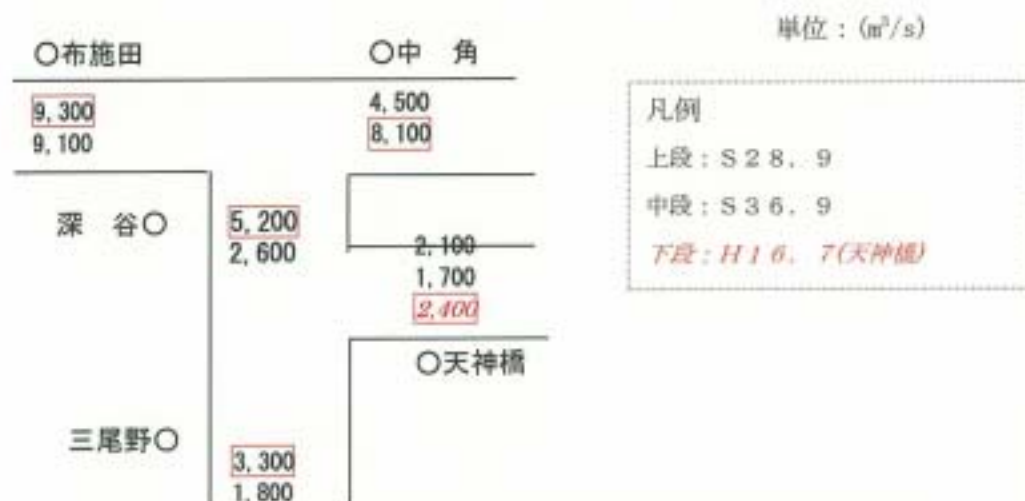 単位：(m³/s)
○布施田
○中　角
9,300
9,100
4,500
8,100
凡例
上段：S２８．９
中段：S３６．９
下段：H１６．７(天神橋)
深　谷○
5,200
2,600
2,100
1,700
2,400
○天神橋
三尾野○
3,300
1,800